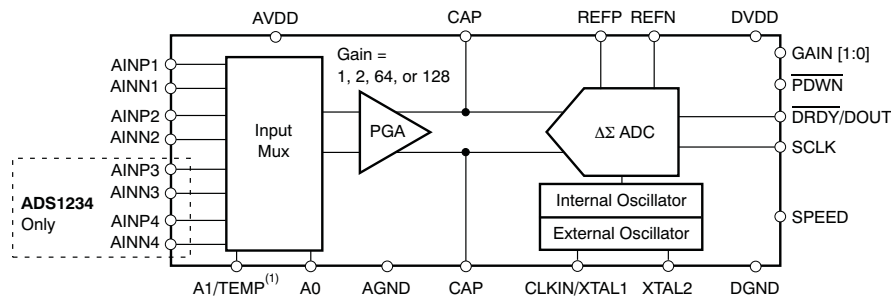 AVDD
CAP
REFP
REFN
DVDD
AINP1
AINN1
AINP2
AINN2
AINP3
AINN3
AINP4
AINN4
ADS1234
Only
Input
Mux
Gain =
1, 2, 64, or 128
PGA
ΔΣ ADC
Internal Oscillator
External Oscillator
GAIN [1:0]
PDWN
DRDY/DOUT
SCLK
SPEED
A1/TEMP(1)
A0
AGND
CAP
CLKIN/XTAL1
XTAL2
DGND